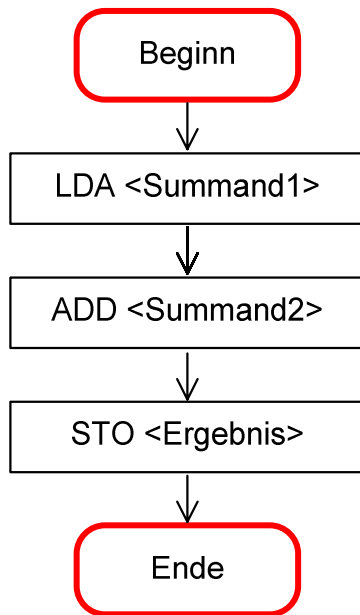 Beginn
LDA <Summand1>
ADD <Summand2>
STO <Ergebnis>
Ende